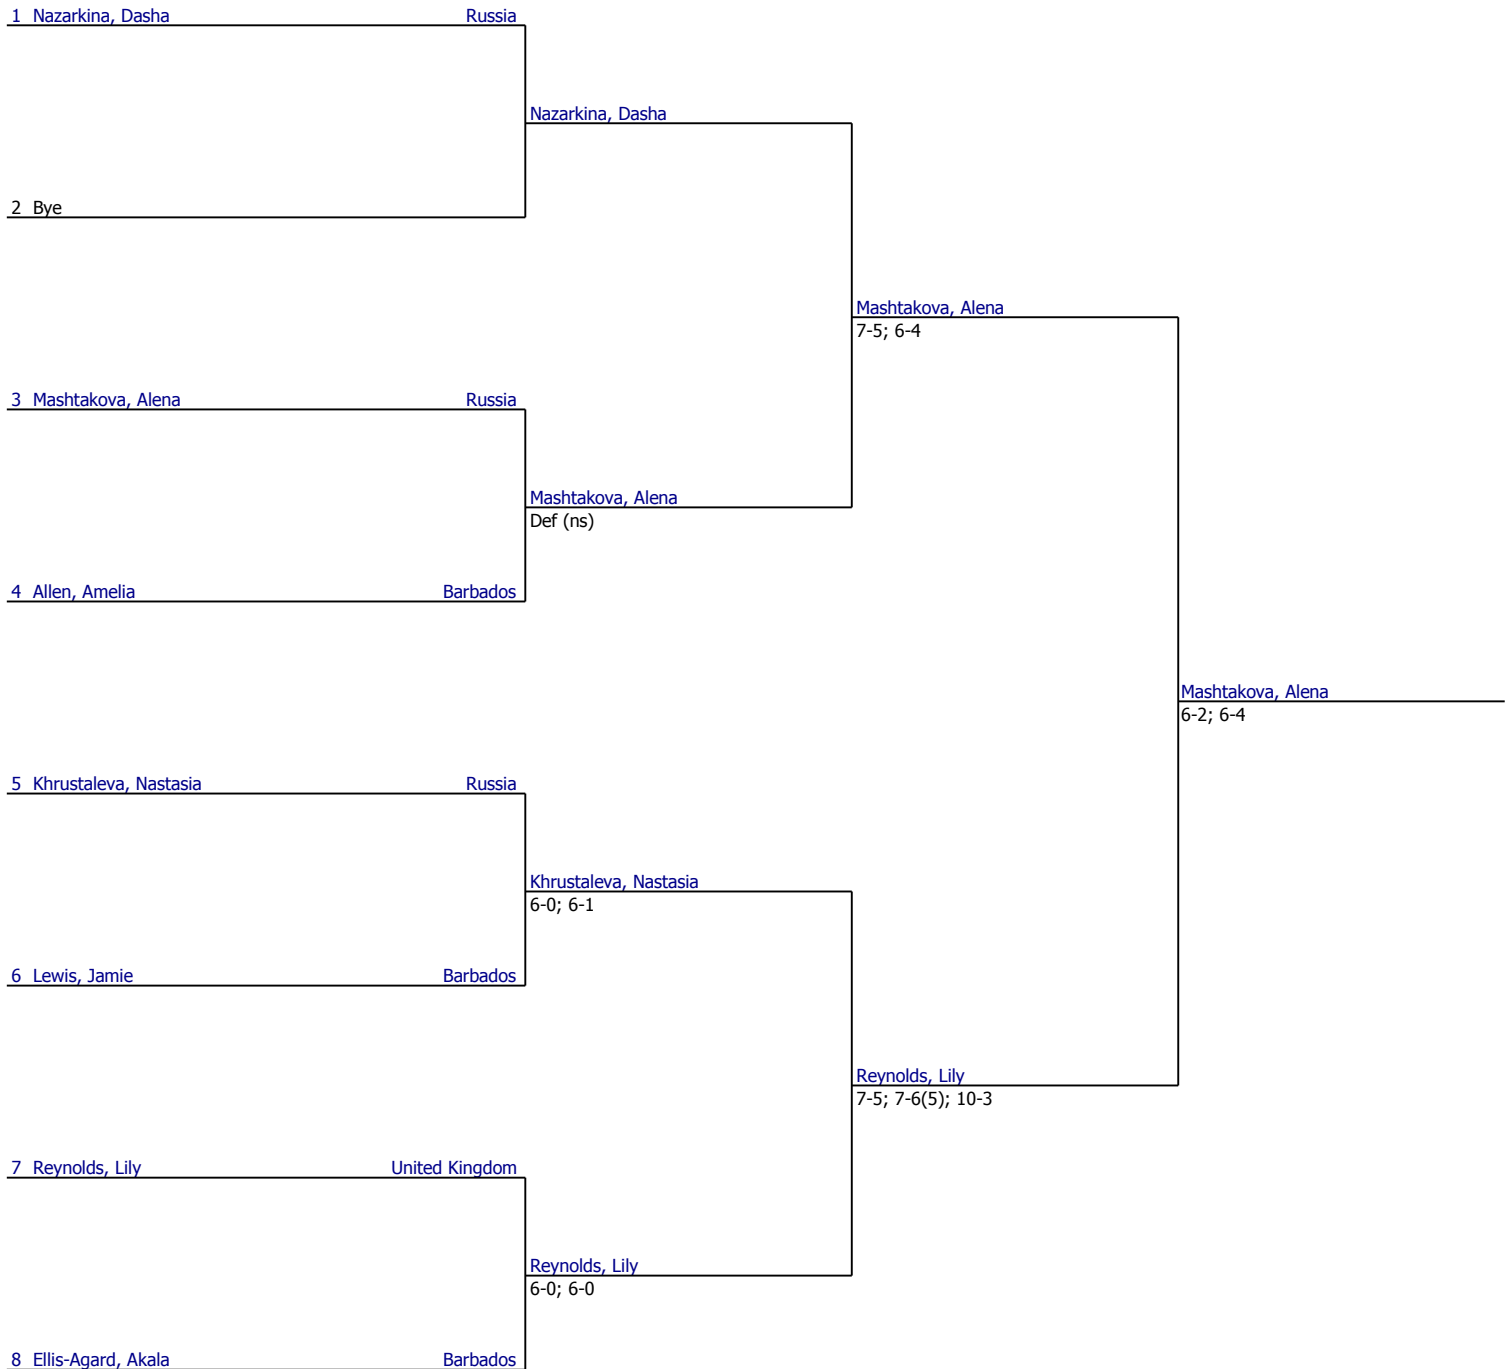 1 Nazarkina, Dasha Russia
Nazarkina, Dasha
2 Bye
Mashtakova, Alena
7-5; 6-4
3 Mashtakova, Alena Russia
Mashtakova, Alena
Def (ns)
4 Allen, Amelia Barbados
Mashtakova, Alena
6-2; 6-4
5 Khrustaleva, Nastasia Russia
Khrustaleva, Nastasia
6-0; 6-1
6 Lewis, Jamie Barbados
Reynolds, Lily
7-5; 7-6(5); 10-3
7 Reynolds, Lily United Kingdom
Reynolds, Lily
6-0; 6-0
8 Ellis-Agard, Akala Barbados